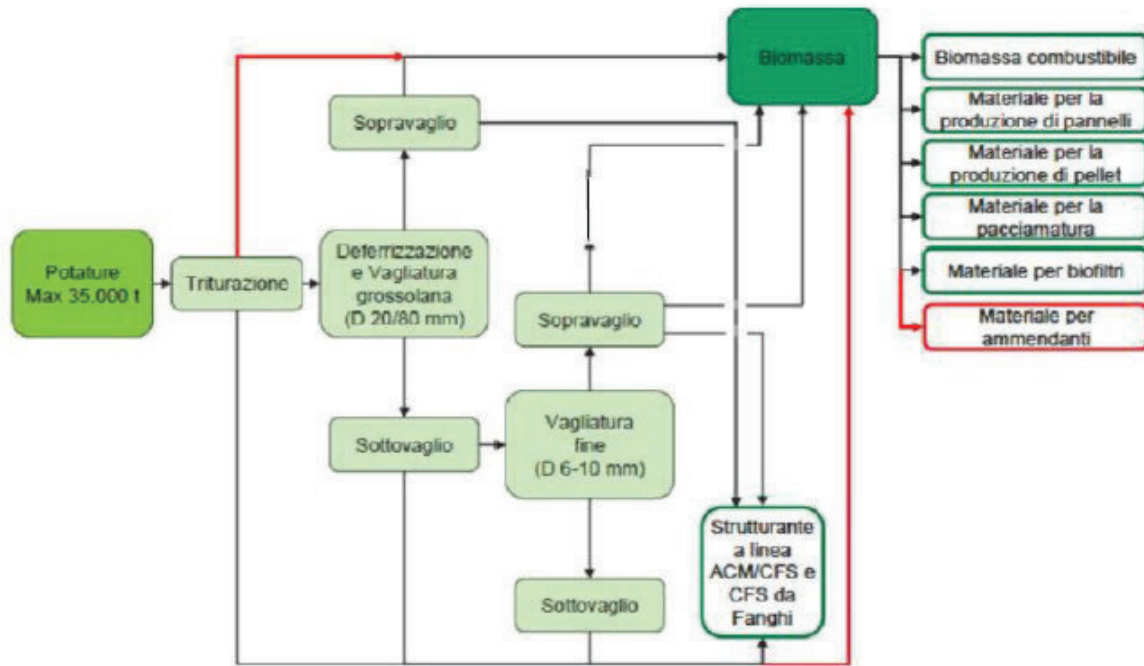 Biomassa
Biomassa combustibile
Materiale per la
produzione di pannelli
Materiale per la
produzione di pellet
Materiale per la
pacciamatura
Materiale per biofiltri
Materiale per
ammendanti
Sopravaglio
Potature
Max 35.000 t
Triturazione
Deferrizzazione
e Vagliatura
grossolana
(D 20/80 mm)
Sopravaglio
Sottovaglio
Vagliatura
fine
(D 6-10 mm)
Strutturante
a linea
ACM/CFS e
CFS da
Fanghi
Sottovaglio